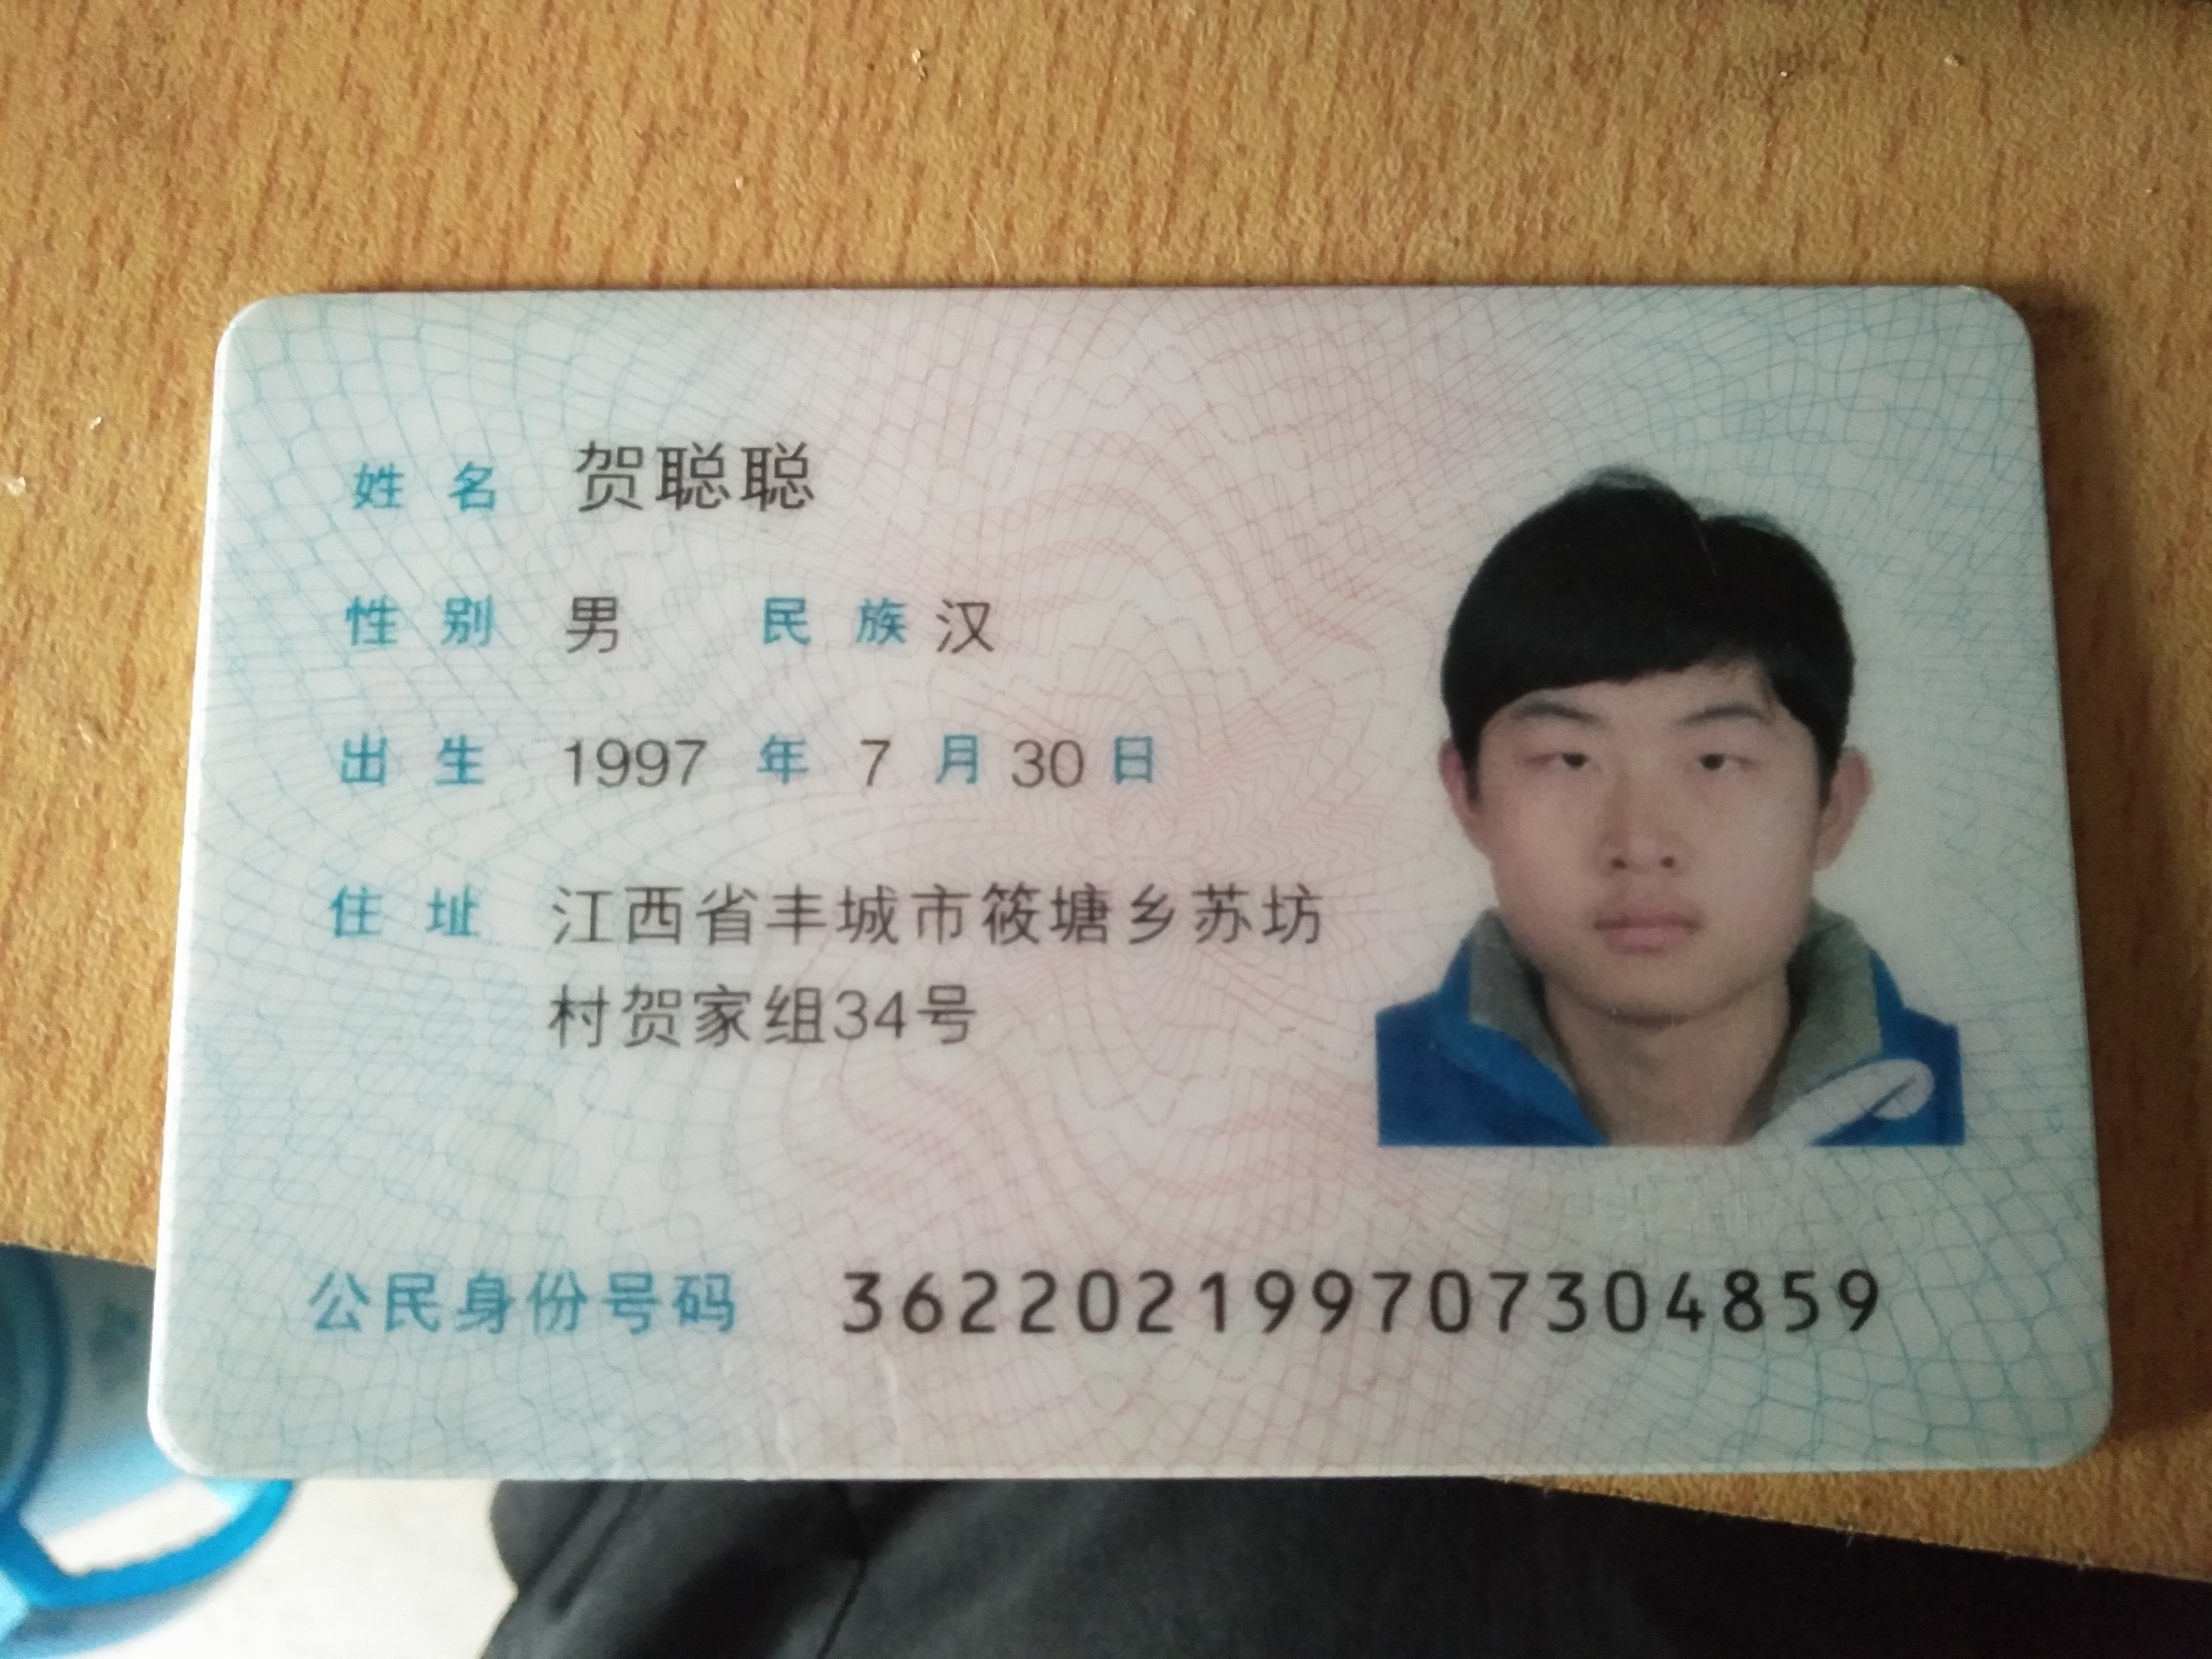 姓名 贺聪聪
性别 男 民族 汉
出生 1997 年 7 月 30 日
住址 江西省丰城市筱塘乡苏坊
村贺家组34号
公民身份号码 362202199707304859